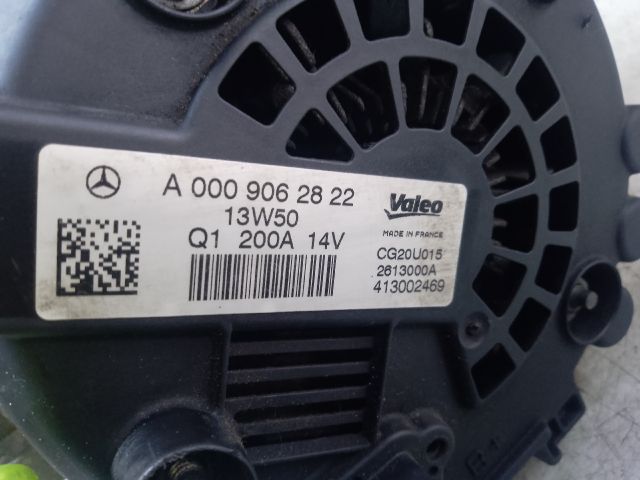 A 000 906 28 22
13W50
Q1 200A 14V
Valeo
MADE IN FRANCE
CG20U015
2613000A
413002469